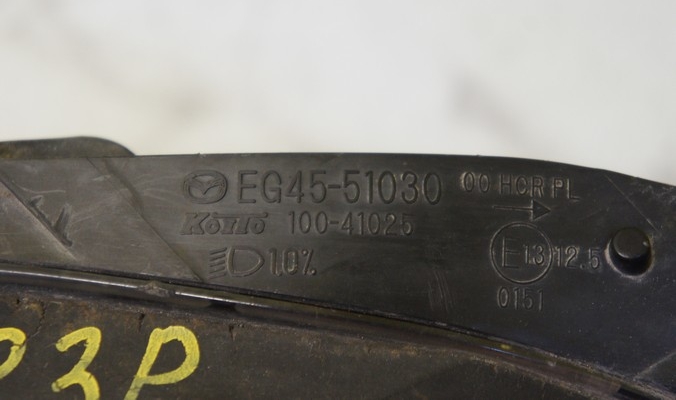 EG45-51030 00 HCR PL
KOITO 100-41025
1.0% E13 12.5
0151
3P